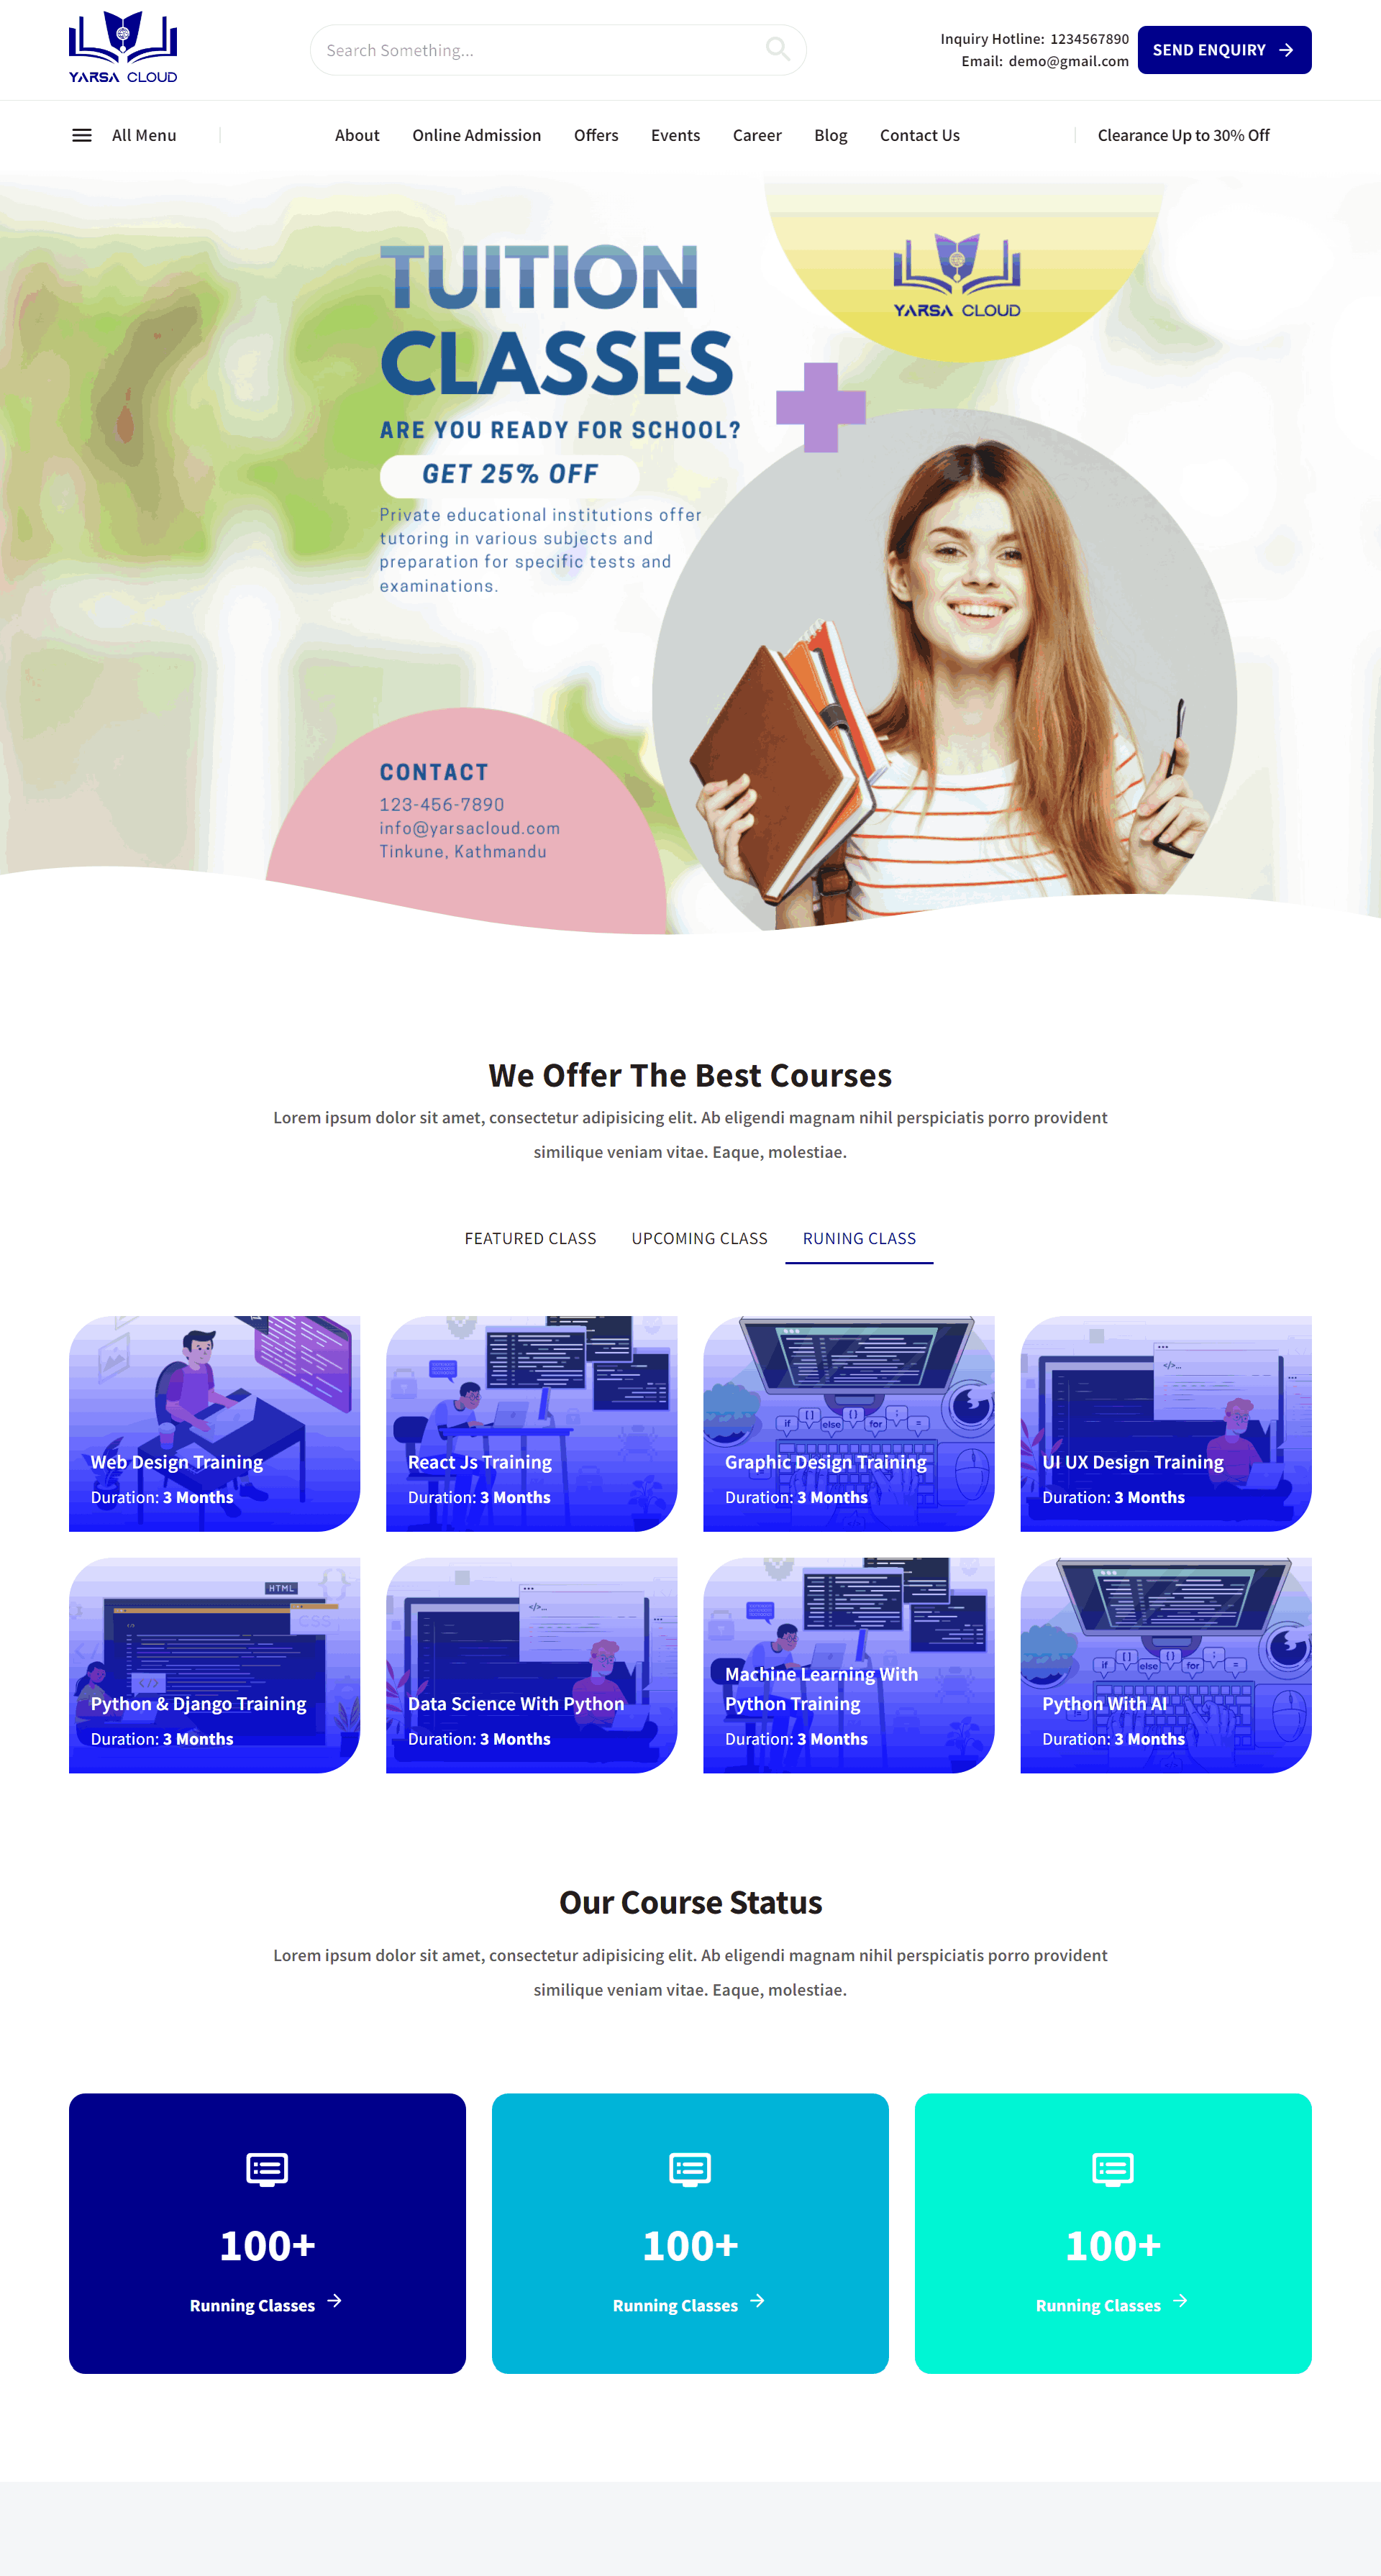 YARSA CLOUD
Search Something...
Inquiry Hotline: 1234567890
Email: demo@gmail.com
SEND ENQUIRY
All Menu
About
Online Admission
Offers
Events
Career
Blog
Contact Us
Clearance Up to 30% Off
TUITION
CLASSES
ARE YOU READY FOR SCHOOL?
GET 25% OFF
Private educational institutions offer
tutoring in various subjects and
preparation for specific tests and
examinations.
YARSA CLOUD
CONTACT
123-456-7890
info@yarsacloud.com
Tinkune, Kathmandu
We Offer The Best Courses
Lorem ipsum dolor sit amet, consectetur adipisicing elit. Ab eligendi magnam nihil perspiciatis porro provident
similique veniam vitae. Eaque, molestiae.
FEATURED CLASS
UPCOMING CLASS
RUNING CLASS
Web Design Training
Duration: 3 Months
React Js Training
Duration: 3 Months
if { } else { } for ; =
Graphic Design Training
Duration: 3 Months
</>...
UI UX Design Training
Duration: 3 Months
HTML
CSS
</>
Python & Django Training
Duration: 3 Months
</>...
Data Science With Python
Duration: 3 Months
Machine Learning With
Python Training
Duration: 3 Months
if { } else { } for ; =
Python With AI
Duration: 3 Months
Our Course Status
Lorem ipsum dolor sit amet, consectetur adipisicing elit. Ab eligendi magnam nihil perspiciatis porro provident
similique veniam vitae. Eaque, molestiae.
100+
Running Classes
100+
Running Classes
100+
Running Classes